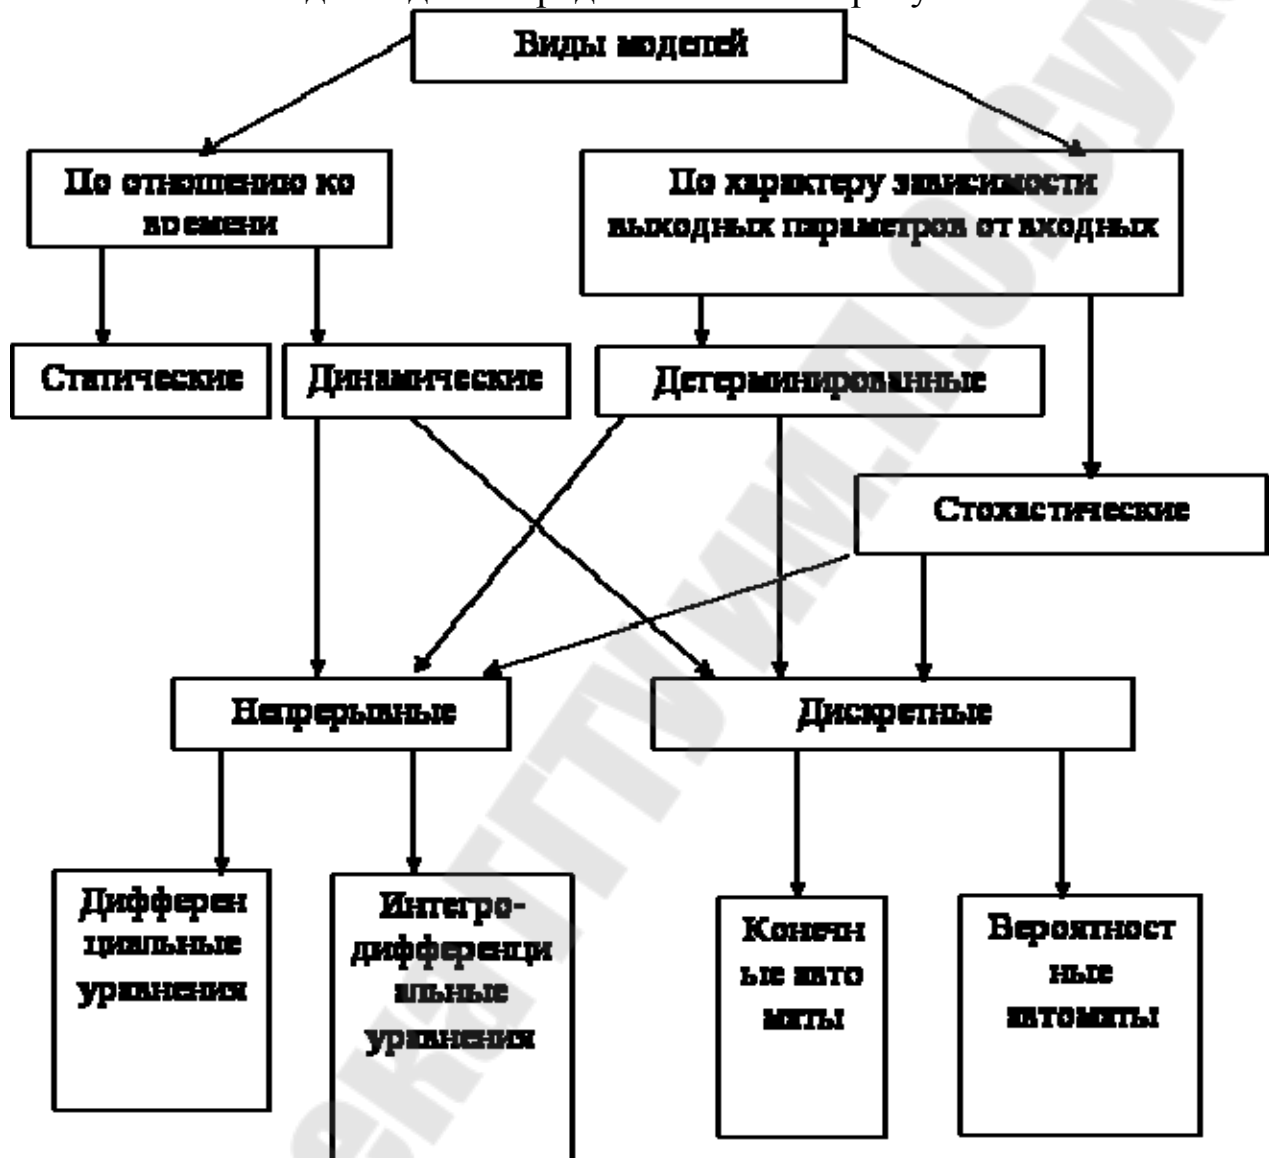 Виды моделей
По отношению ко
времени
По характеру зависимости
выходных параметров от входных
Статические
Динамические
Детерминированные
Стохастические
Непрерывные
Дискретные
Дифферен
циальные
уравнения
Интегро-
дифференци
альные
уравнения
Конечн
ые авто
маты
Вероятност
ные
автоматы